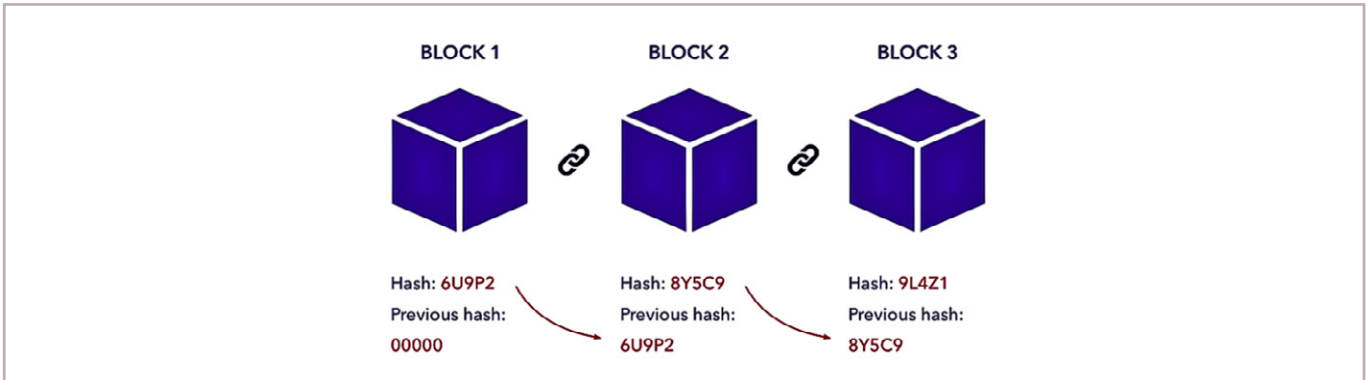 BLOCK 1
BLOCK 2
BLOCK 3
Hash: 6U9P2
Previous hash:
00000
Hash: 8Y5C9
Previous hash:
6U9P2
Hash: 9L4Z1
Previous hash:
8Y5C9